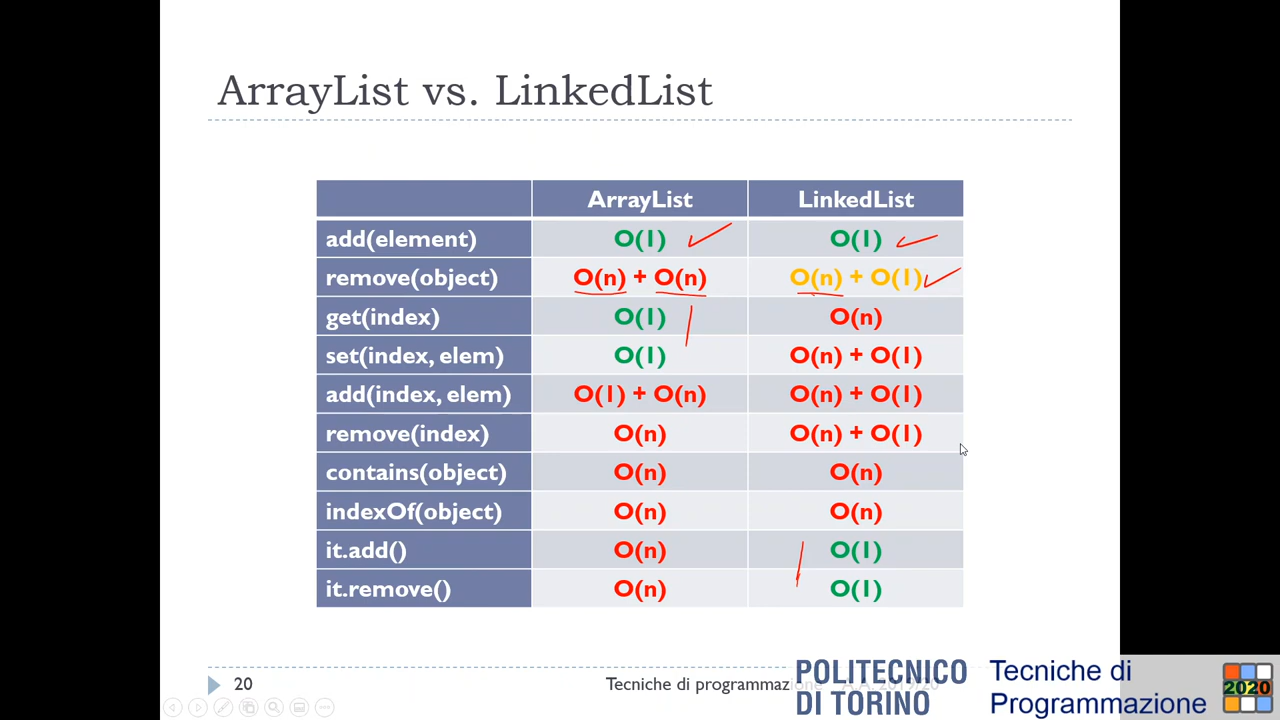 ArrayList vs. LinkedList
ArrayList LinkedList
add(element) O(1) O(1)
remove(object) O(n) + O(n) O(n) + O(1)
get(index) O(1) O(n)
set(index, elem) O(1) O(n) + O(1)
add(index, elem) O(1) + O(n) O(n) + O(1)
remove(index) O(n) O(n) + O(1)
contains(object) O(n) O(n)
indexOf(object) O(n) O(n)
it.add() O(n) O(1)
it.remove() O(n) O(1)
20 Tecniche di programmazione A.A. 2019/20
POLITECNICO
DI TORINO
Tecniche di
Programmazione
2020